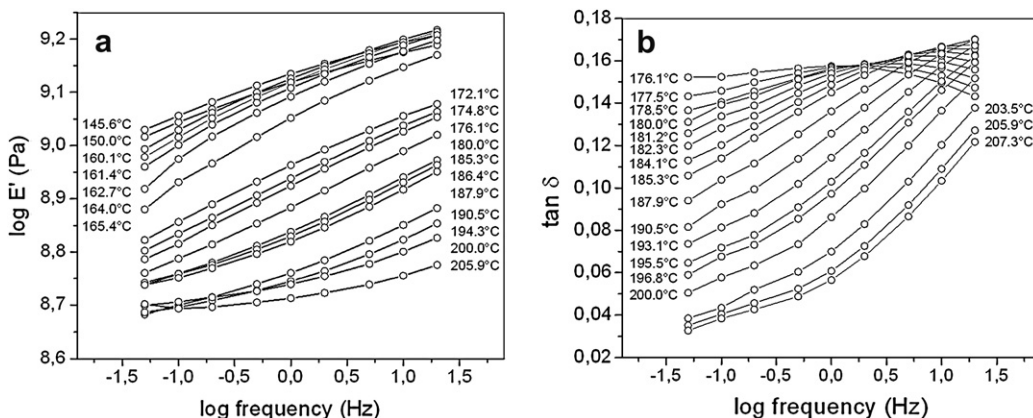 a
9,2
9,1
9,0
8,9
8,8
8,7
8,6
log E' (Pa)
145.6°C
150.0°C
160.1°C
161.4°C
162.7°C
164.0°C
165.4°C
172.1°C
174.8°C
176.1°C
180.0°C
185.3°C
186.4°C
187.9°C
190.5°C
194.3°C
200.0°C
205.9°C
-1,5 -1,0 -0,5 0,0 0,5 1,0 1,5
log frequency (Hz)
b
0,18
0,16
0,14
0,12
0,10
0,08
0,06
0,04
0,02
tan δ
176.1°C
177.5°C
178.5°C
180.0°C
181.2°C
182.3°C
184.1°C
185.3°C
187.9°C
190.5°C
193.1°C
195.5°C
196.8°C
200.0°C
203.5°C
205.9°C
207.3°C
-1,5 -1,0 -0,5 0,0 0,5 1,0 1,5
log frequency (Hz)